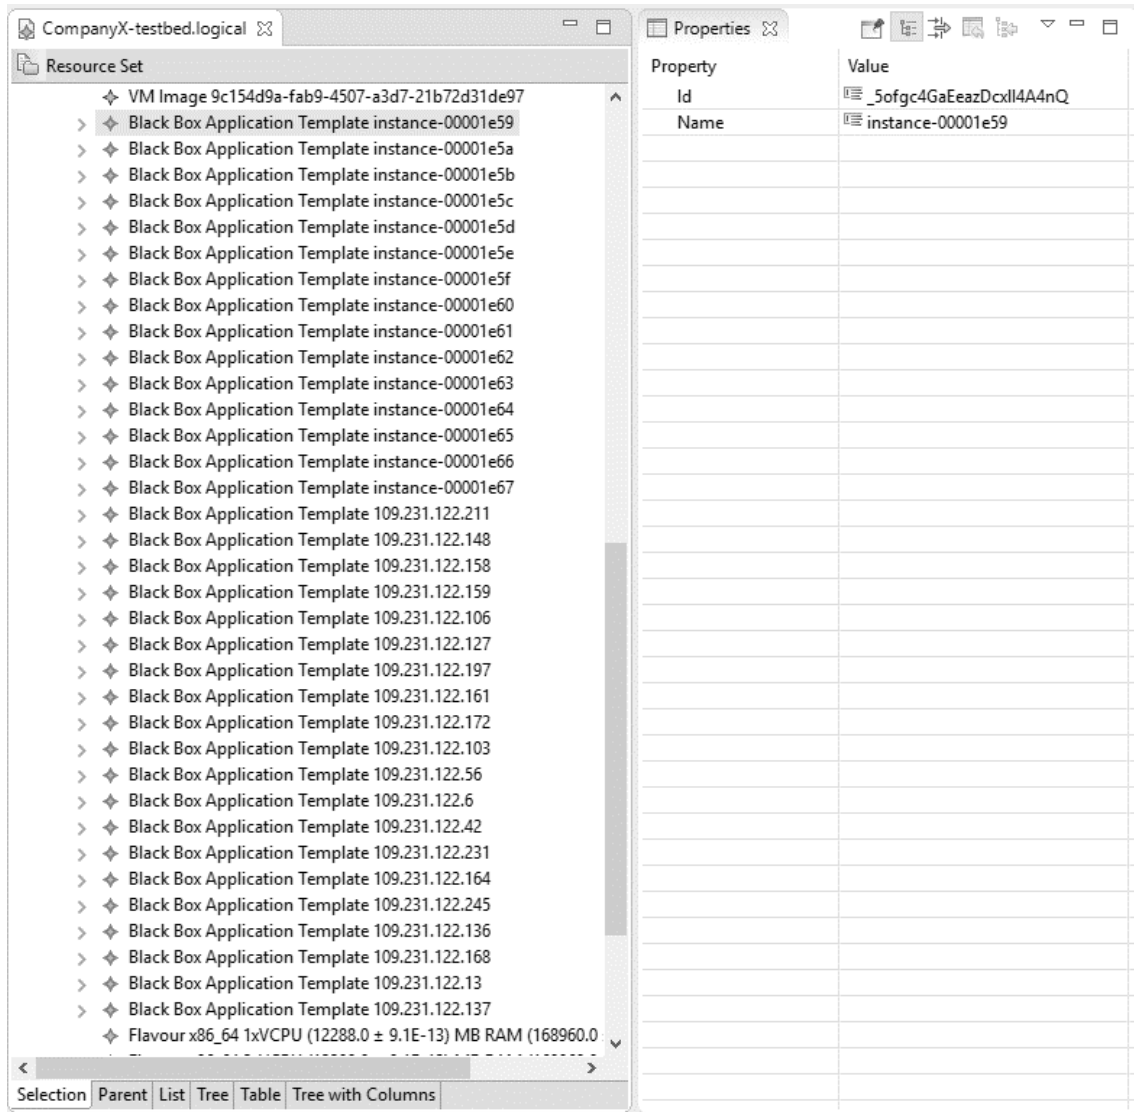 CompanyX-testbed.logical
Resource Set
VM Image 9c154d9a-fab9-4507-a3d7-21b72d31de97
Black Box Application Template instance-00001e59
Black Box Application Template instance-00001e5a
Black Box Application Template instance-00001e5b
Black Box Application Template instance-00001e5c
Black Box Application Template instance-00001e5d
Black Box Application Template instance-00001e5e
Black Box Application Template instance-00001e5f
Black Box Application Template instance-00001e60
Black Box Application Template instance-00001e61
Black Box Application Template instance-00001e62
Black Box Application Template instance-00001e63
Black Box Application Template instance-00001e64
Black Box Application Template instance-00001e65
Black Box Application Template instance-00001e66
Black Box Application Template instance-00001e67
Black Box Application Template 109.231.122.211
Black Box Application Template 109.231.122.148
Black Box Application Template 109.231.122.158
Black Box Application Template 109.231.122.159
Black Box Application Template 109.231.122.106
Black Box Application Template 109.231.122.127
Black Box Application Template 109.231.122.197
Black Box Application Template 109.231.122.161
Black Box Application Template 109.231.122.172
Black Box Application Template 109.231.122.103
Black Box Application Template 109.231.122.56
Black Box Application Template 109.231.122.6
Black Box Application Template 109.231.122.42
Black Box Application Template 109.231.122.231
Black Box Application Template 109.231.122.164
Black Box Application Template 109.231.122.245
Black Box Application Template 109.231.122.136
Black Box Application Template 109.231.122.168
Black Box Application Template 109.231.122.13
Black Box Application Template 109.231.122.137
Flavour x86_64 1xVCPU (12288.0 ± 9.1E-13) MB RAM (168960.0
Selection Parent List Tree Table Tree with Columns
Properties
Property Value
Id _5ofgc4GaEeazDcxII4A4nQ
Name instance-00001e59